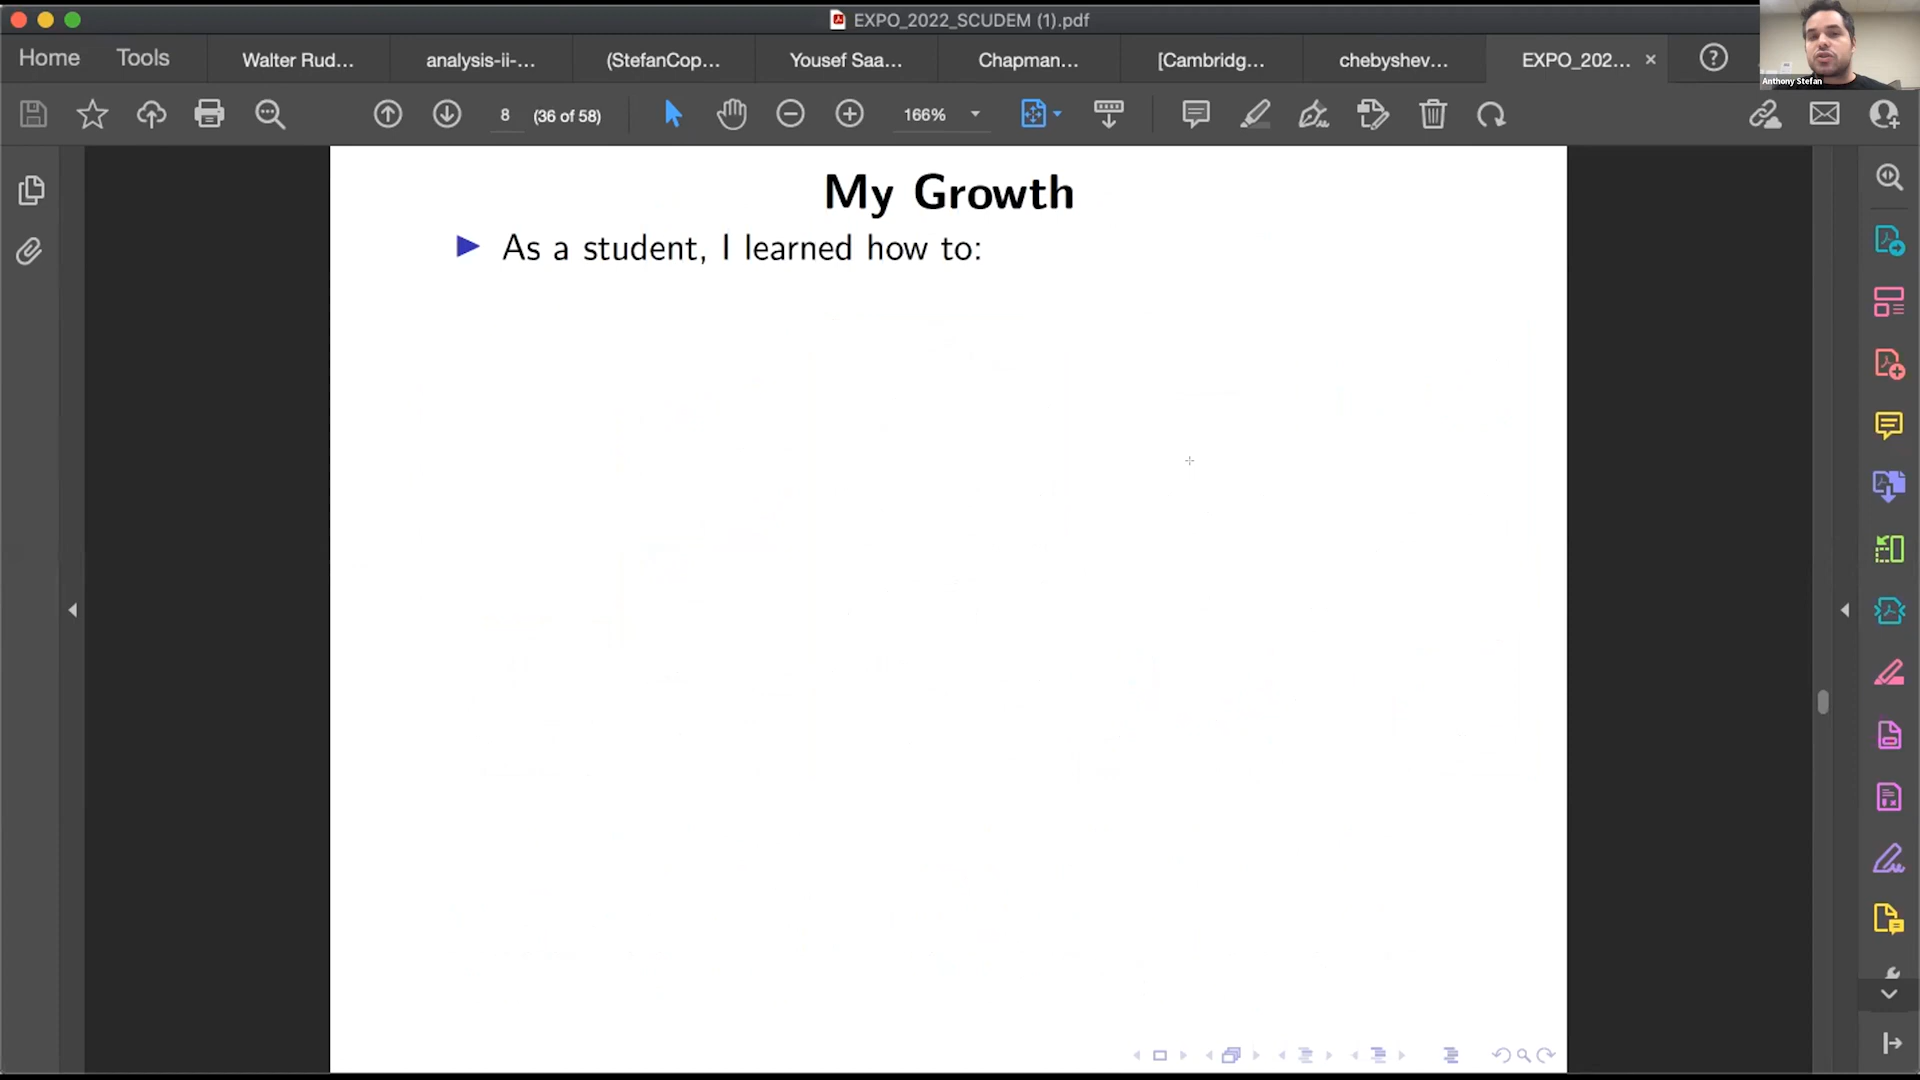 EXPO_2022_SCUDEM (1).pdf
Home
Tools
Walter Rud...
analysis-ii-...
(StefanCop...
Yousef Saa...
Chapman...
[Cambridg...
chebyshev...
EXPO_202...
Anthony Stefan
8
(36 of 58)
166%
My Growth
As a student, I learned how to: